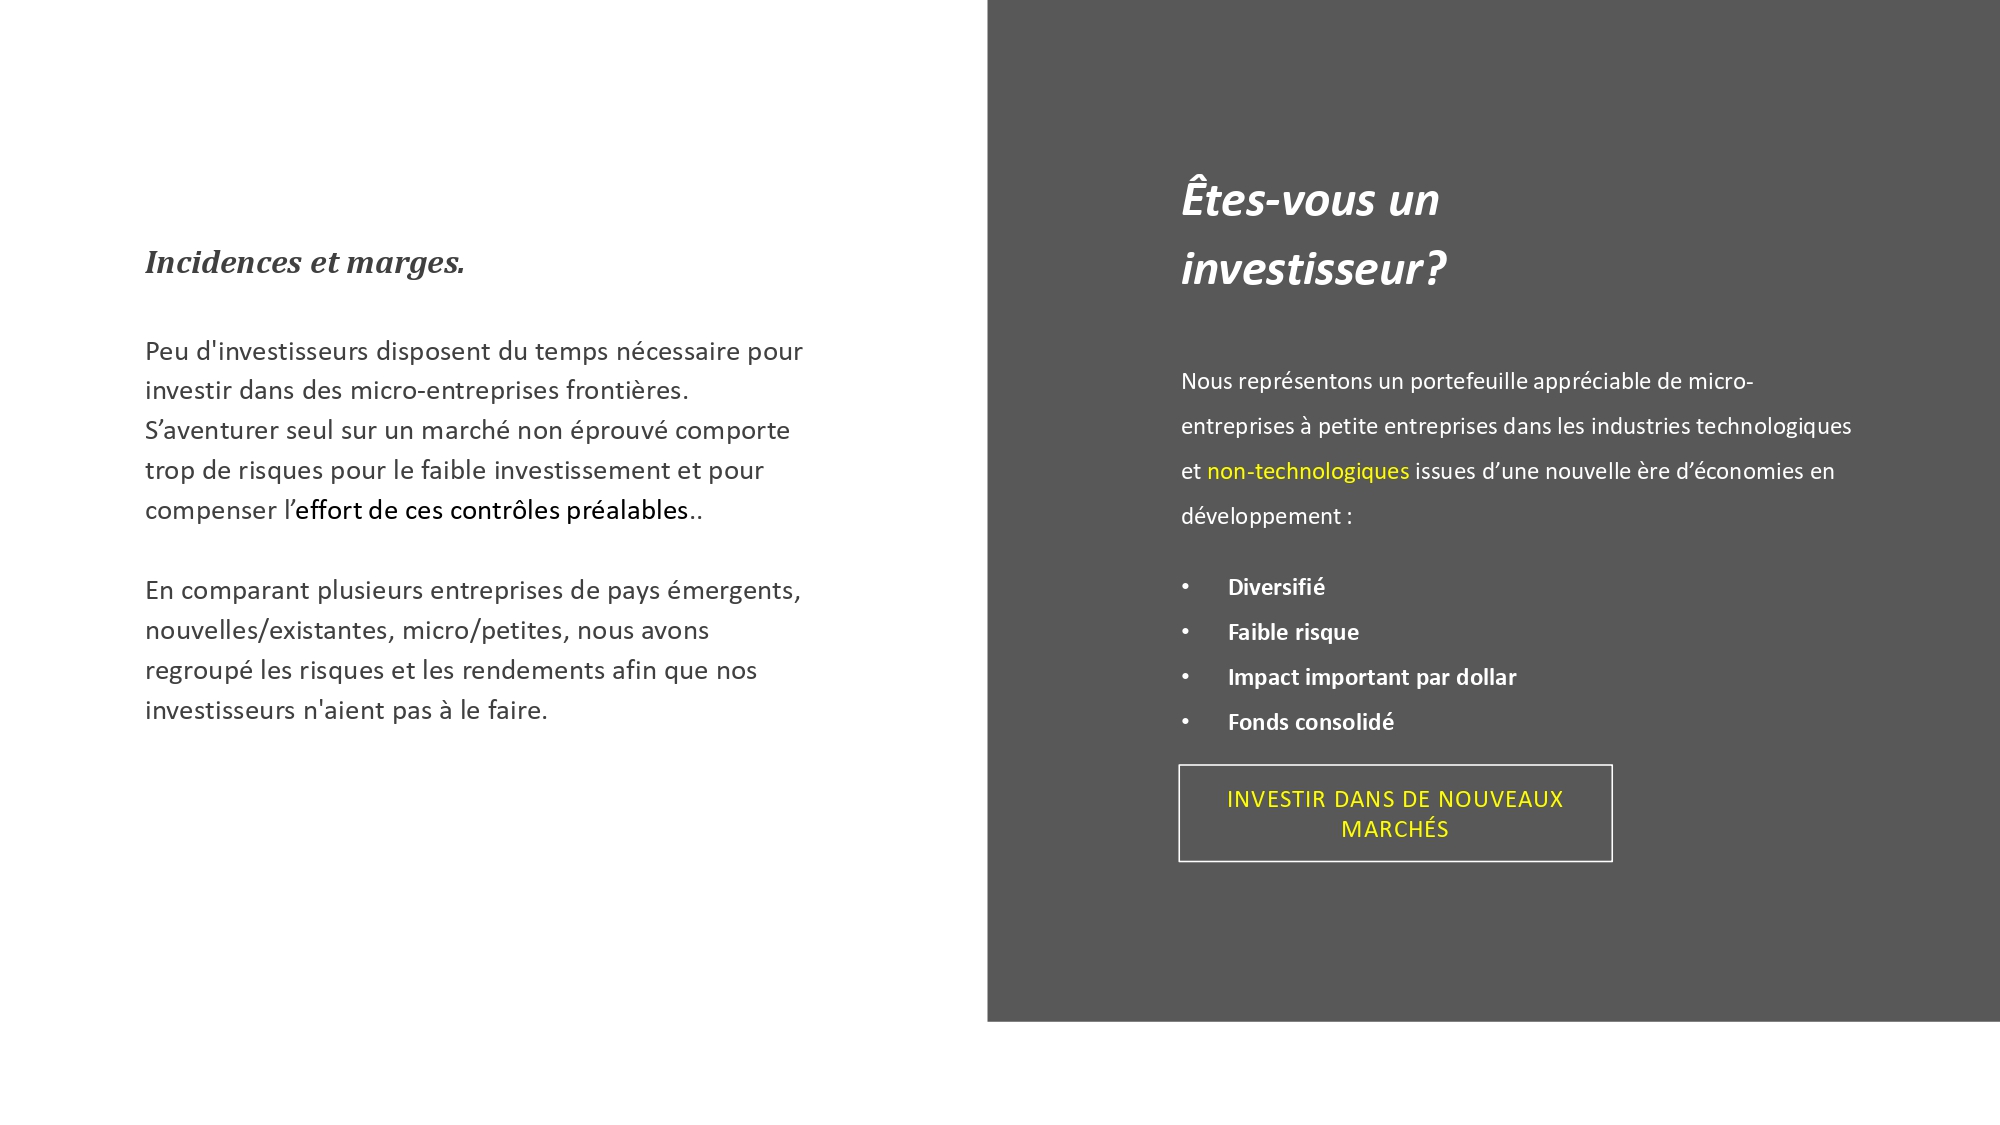 Incidences et marges.
Peu d'investisseurs disposent du temps nécessaire pour
investir dans des micro-entreprises frontières.
S’aventurer seul sur un marché non éprouvé comporte
trop de risques pour le faible investissement et pour
compenser l’effort de ces contrôles préalables..
En comparant plusieurs entreprises de pays émergents,
nouvelles/existantes, micro/petites, nous avons
regroupé les risques et les rendements afin que nos
investisseurs n'aient pas à le faire.
Êtes-vous un
investisseur?
Nous représentons un portefeuille appréciable de micro-
entreprises à petite entreprises dans les industries technologiques
et non-technologiques issues d’une nouvelle ère d’économies en
développement :
• Diversifié
• Faible risque
• Impact important par dollar
• Fonds consolidé
INVESTIR DANS DE NOUVEAUX
MARCHÉS